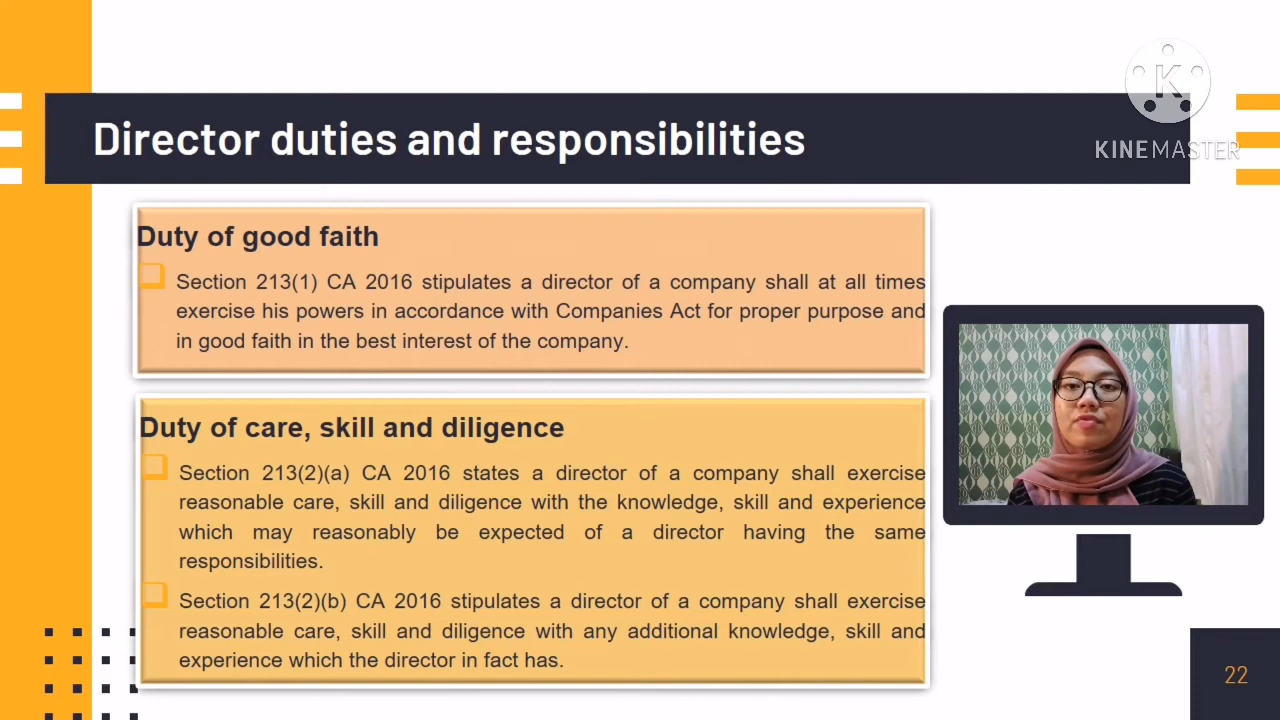 Director duties and responsibilities
K
KINEMASTER
Duty of good faith
Section 213(1) CA 2016 stipulates a director of a company shall at all times
exercise his powers in accordance with Companies Act for proper purpose and
in good faith in the best interest of the company.
Duty of care, skill and diligence
Section 213(2)(a) CA 2016 states a director of a company shall exercise
reasonable care, skill and diligence with the knowledge, skill and experience
which may reasonably be expected of a director having the same
responsibilities.
Section 213(2)(b) CA 2016 stipulates a director of a company shall exercise
reasonable care, skill and diligence with any additional knowledge, skill and
experience which the director in fact has.
22